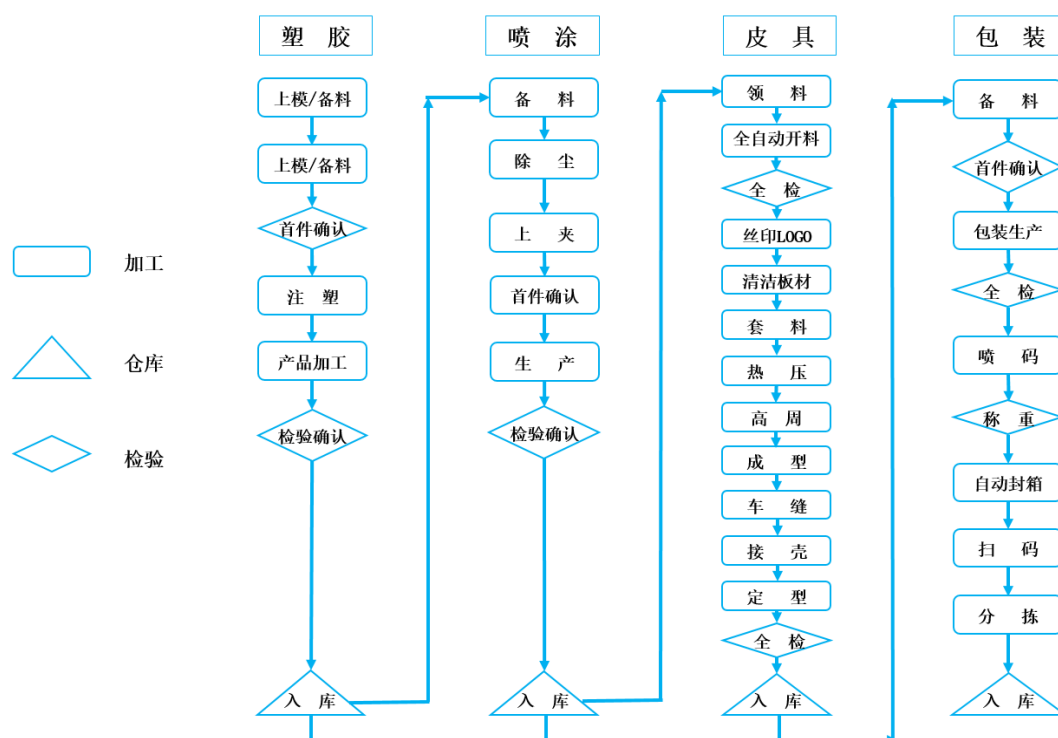 塑 胶
喷 涂
皮 具
包 装
加工
仓库
检验
上模/备料
上模/备料
首件确认
注 塑
产品加工
检验确认
入 库
备 料
除 尘
上 夹
首件确认
生 产
检验确认
入 库
领 料
全自动开料
全 检
丝印LOGO
清洁板材
套 料
热 压
高 周
成 型
车 缝
接 壳
定 型
全 检
入 库
备 料
首件确认
包装生产
全 检
喷 码
称 重
自动封箱
扫 码
分 拣
入 库